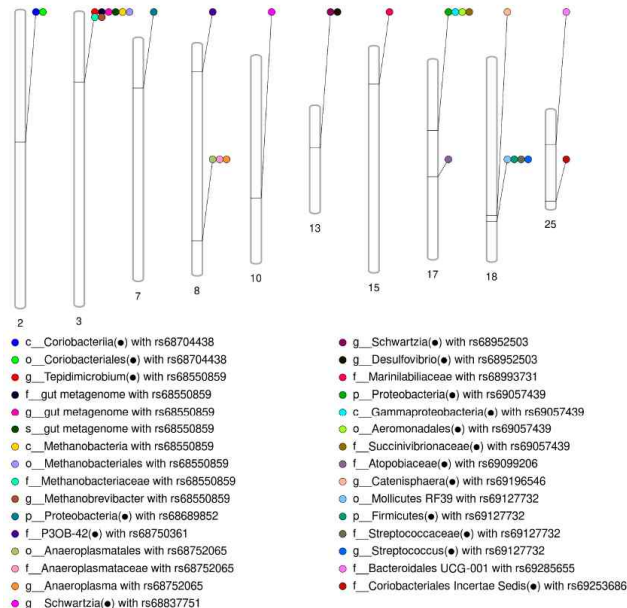 2
3
7
8
10
13
15
17
18
25
c__Coriobacteriia(●) with rs68704438
o__Coriobacteriales(●) with rs68704438
g__Tepidimicrobium(●) with rs68550859
f__gut metagenome with rs68550859
g__gut metagenome with rs68550859
s__gut metagenome with rs68550859
c__Methanobacteria with rs68550859
o__Methanobacteriales with rs68550859
f__Methanobacteriaceae with rs68550859
g__Methanobrevibacter with rs68550859
p__Proteobacteria(●) with rs68689852
f__P3OB-42(●) with rs68750361
o__Anaeroplasmatales with rs68752065
f__Anaeroplasmataceae with rs68752065
g__Anaeroplasma with rs68752065
g__Schwartzia(●) with rs68837751
g__Schwartzia(●) with rs68952503
g__Desulfovibrio(●) with rs68952503
f__Marinilabiliaceae with rs68993731
p__Proteobacteria(●) with rs69057439
c__Gammaproteobacteria(●) with rs69057439
o__Aeromonadales(●) with rs69057439
f__Succinivibrionaceae(●) with rs69057439
f__Atopobiaceae(●) with rs69099206
g__Catenisphaera(●) with rs69196546
o__Mollicutes RF39 with rs69127732
p__Firmicutes(●) with rs69127732
f__Streptococcaceae(●) with rs69127732
g__Streptococcus(●) with rs69127732
f__Bacteroidales UCG-001 with rs69285655
f__Coriobacteriales Incertae Sedis(●) with rs69253686